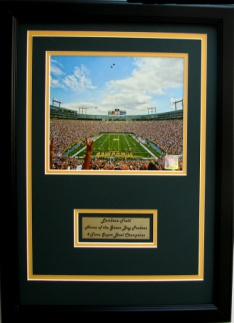 Lambeau Field
Home of the Green Bay Packers
4 Time Super Bowl Champions